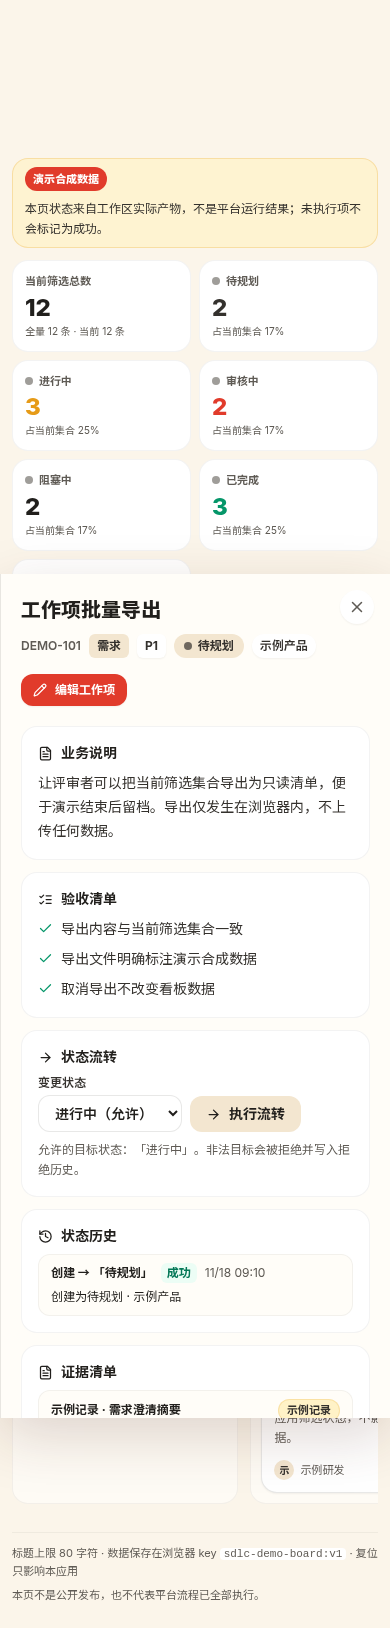 演示合成数据
本页状态来自工作区实际产物，不是平台运行结果；未执行项不
会标记为成功。
当前筛选总数
12
全量 12 条 · 当前 12 条
待规划
2
占当前集合 17%
进行中
3
占当前集合 25%
审核中
2
占当前集合 17%
阻塞中
2
占当前集合 17%
已完成
3
占当前集合 25%
工作项批量导出
DEMO-101 需求 P1 待规划 示例产品
编辑工作项
业务说明
让评审者可以把当前筛选集合导出为只读清单，便
于演示结束后留档。导出仅发生在浏览器内，不上
传任何数据。
验收清单
导出内容与当前筛选集合一致
导出文件明确标注演示合成数据
取消导出不改变看板数据
状态流转
变更状态
进行中（允许） 执行流转
允许的目标状态：「进行中」。非法目标会被拒绝并写入拒
绝历史。
状态历史
创建 → 「待规划」 成功 11/18 09:10
创建为待规划 · 示例产品
证据清单
示例记录 · 需求澄清摘要 示例记录
据。
示 示例研发
标题上限 80 字符 · 数据保存在浏览器 key sdlc-demo-board:v1 · 复位
只影响本应用
本页不是公开发布，也不代表平台流程已全部执行。